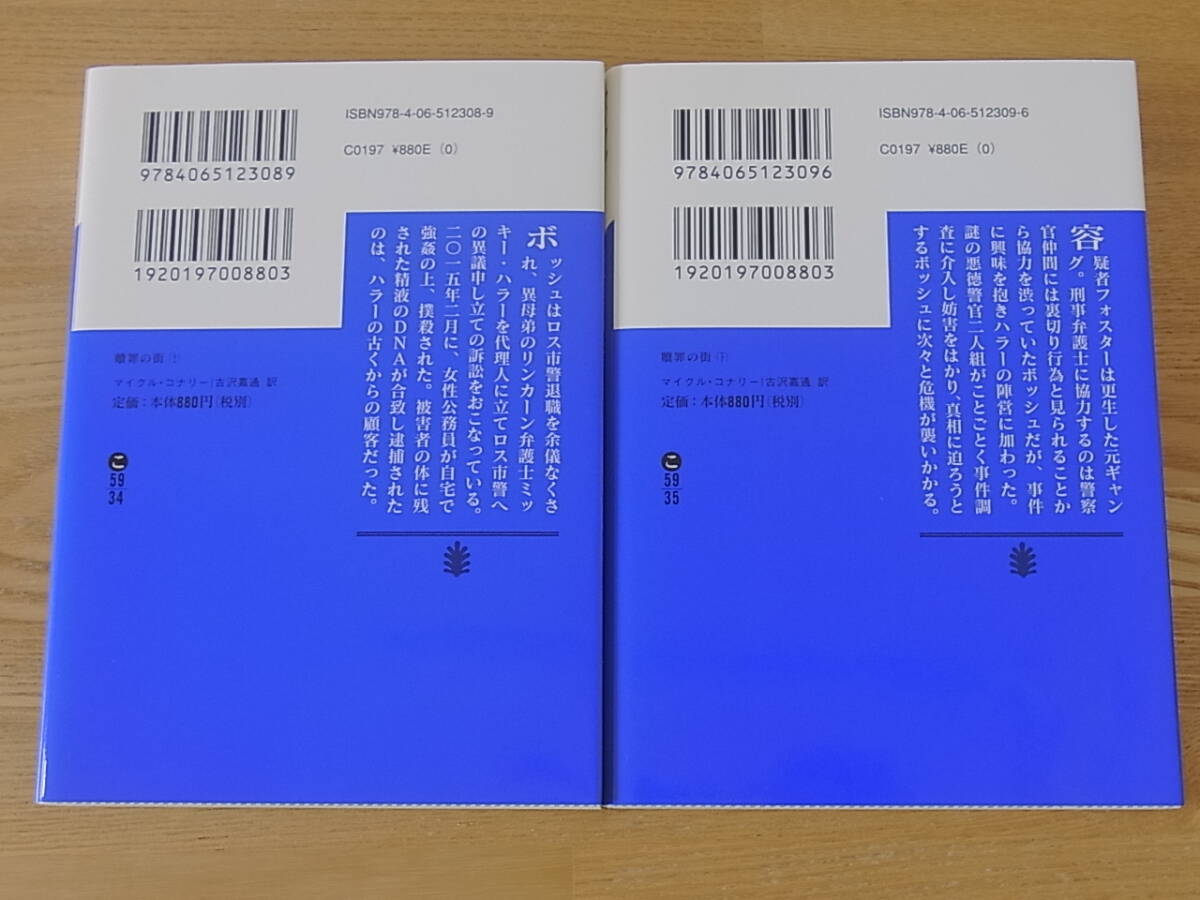 ISBN978-4-06-512308-9
C0197 ¥880E (0)
9784065123089
1920197008803
ボッシュはロス市警退職を余儀なくさ
れ、異母弟のリンカーン弁護士ミッ
キー・ハラーを代理人に立てロス市警へ
の異議申し立ての訴訟をおこなっている。
二〇一五年二月に、女性公務員が自宅で
強姦の上、撲殺された。被害者の体に残
された精液のDNAが合致し逮捕された
のは、ハラーの古くからの顧客だった。
贖罪の街(上)
マイクル・コナリー|古沢嘉通 訳
定価:本体880円(税別)
こ
59
34
ISBN978-4-06-512309-6
C0197 ¥880E (0)
9784065123096
1920197008803
容疑者フォスターは更生した元ギャン
グ。刑事弁護士に協力するのは警察
官仲間には裏切り行為と見られることか
ら協力を渋っていたボッシュだが、事件
に興味を抱きハラーの陣営に加わった。
謎の悪徳警官二人組がことごとく事件調
査に介入し妨害をはかり、真相に迫ろうと
するボッシュに次々と危機が襲いかかる。
贖罪の街(下)
マイクル・コナリー|古沢嘉通 訳
定価:本体880円(税別)
こ
59
35